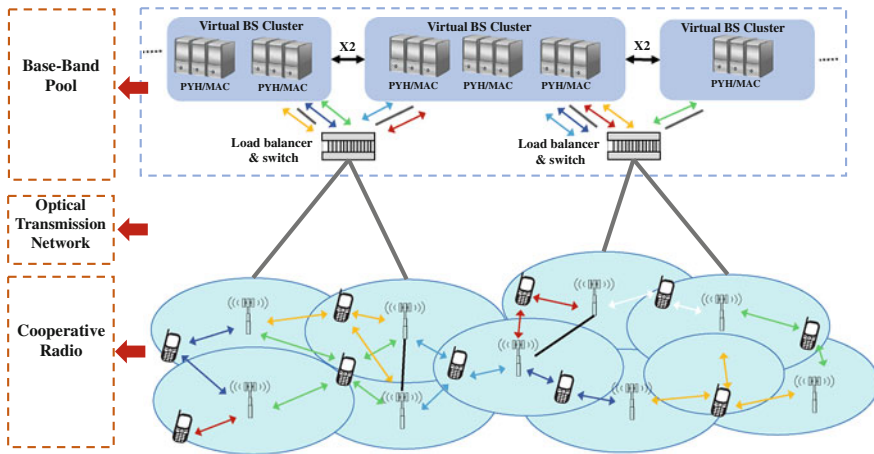 Base-Band
Pool
Virtual BS Cluster
PYH/MAC
PYH/MAC
X2
Virtual BS Cluster
PYH/MAC
PYH/MAC
PYH/MAC
X2
Virtual BS Cluster
PYH/MAC
Load balancer
& switch
Load balancer
& switch
Optical
Transmission
Network
Cooperative
Radio